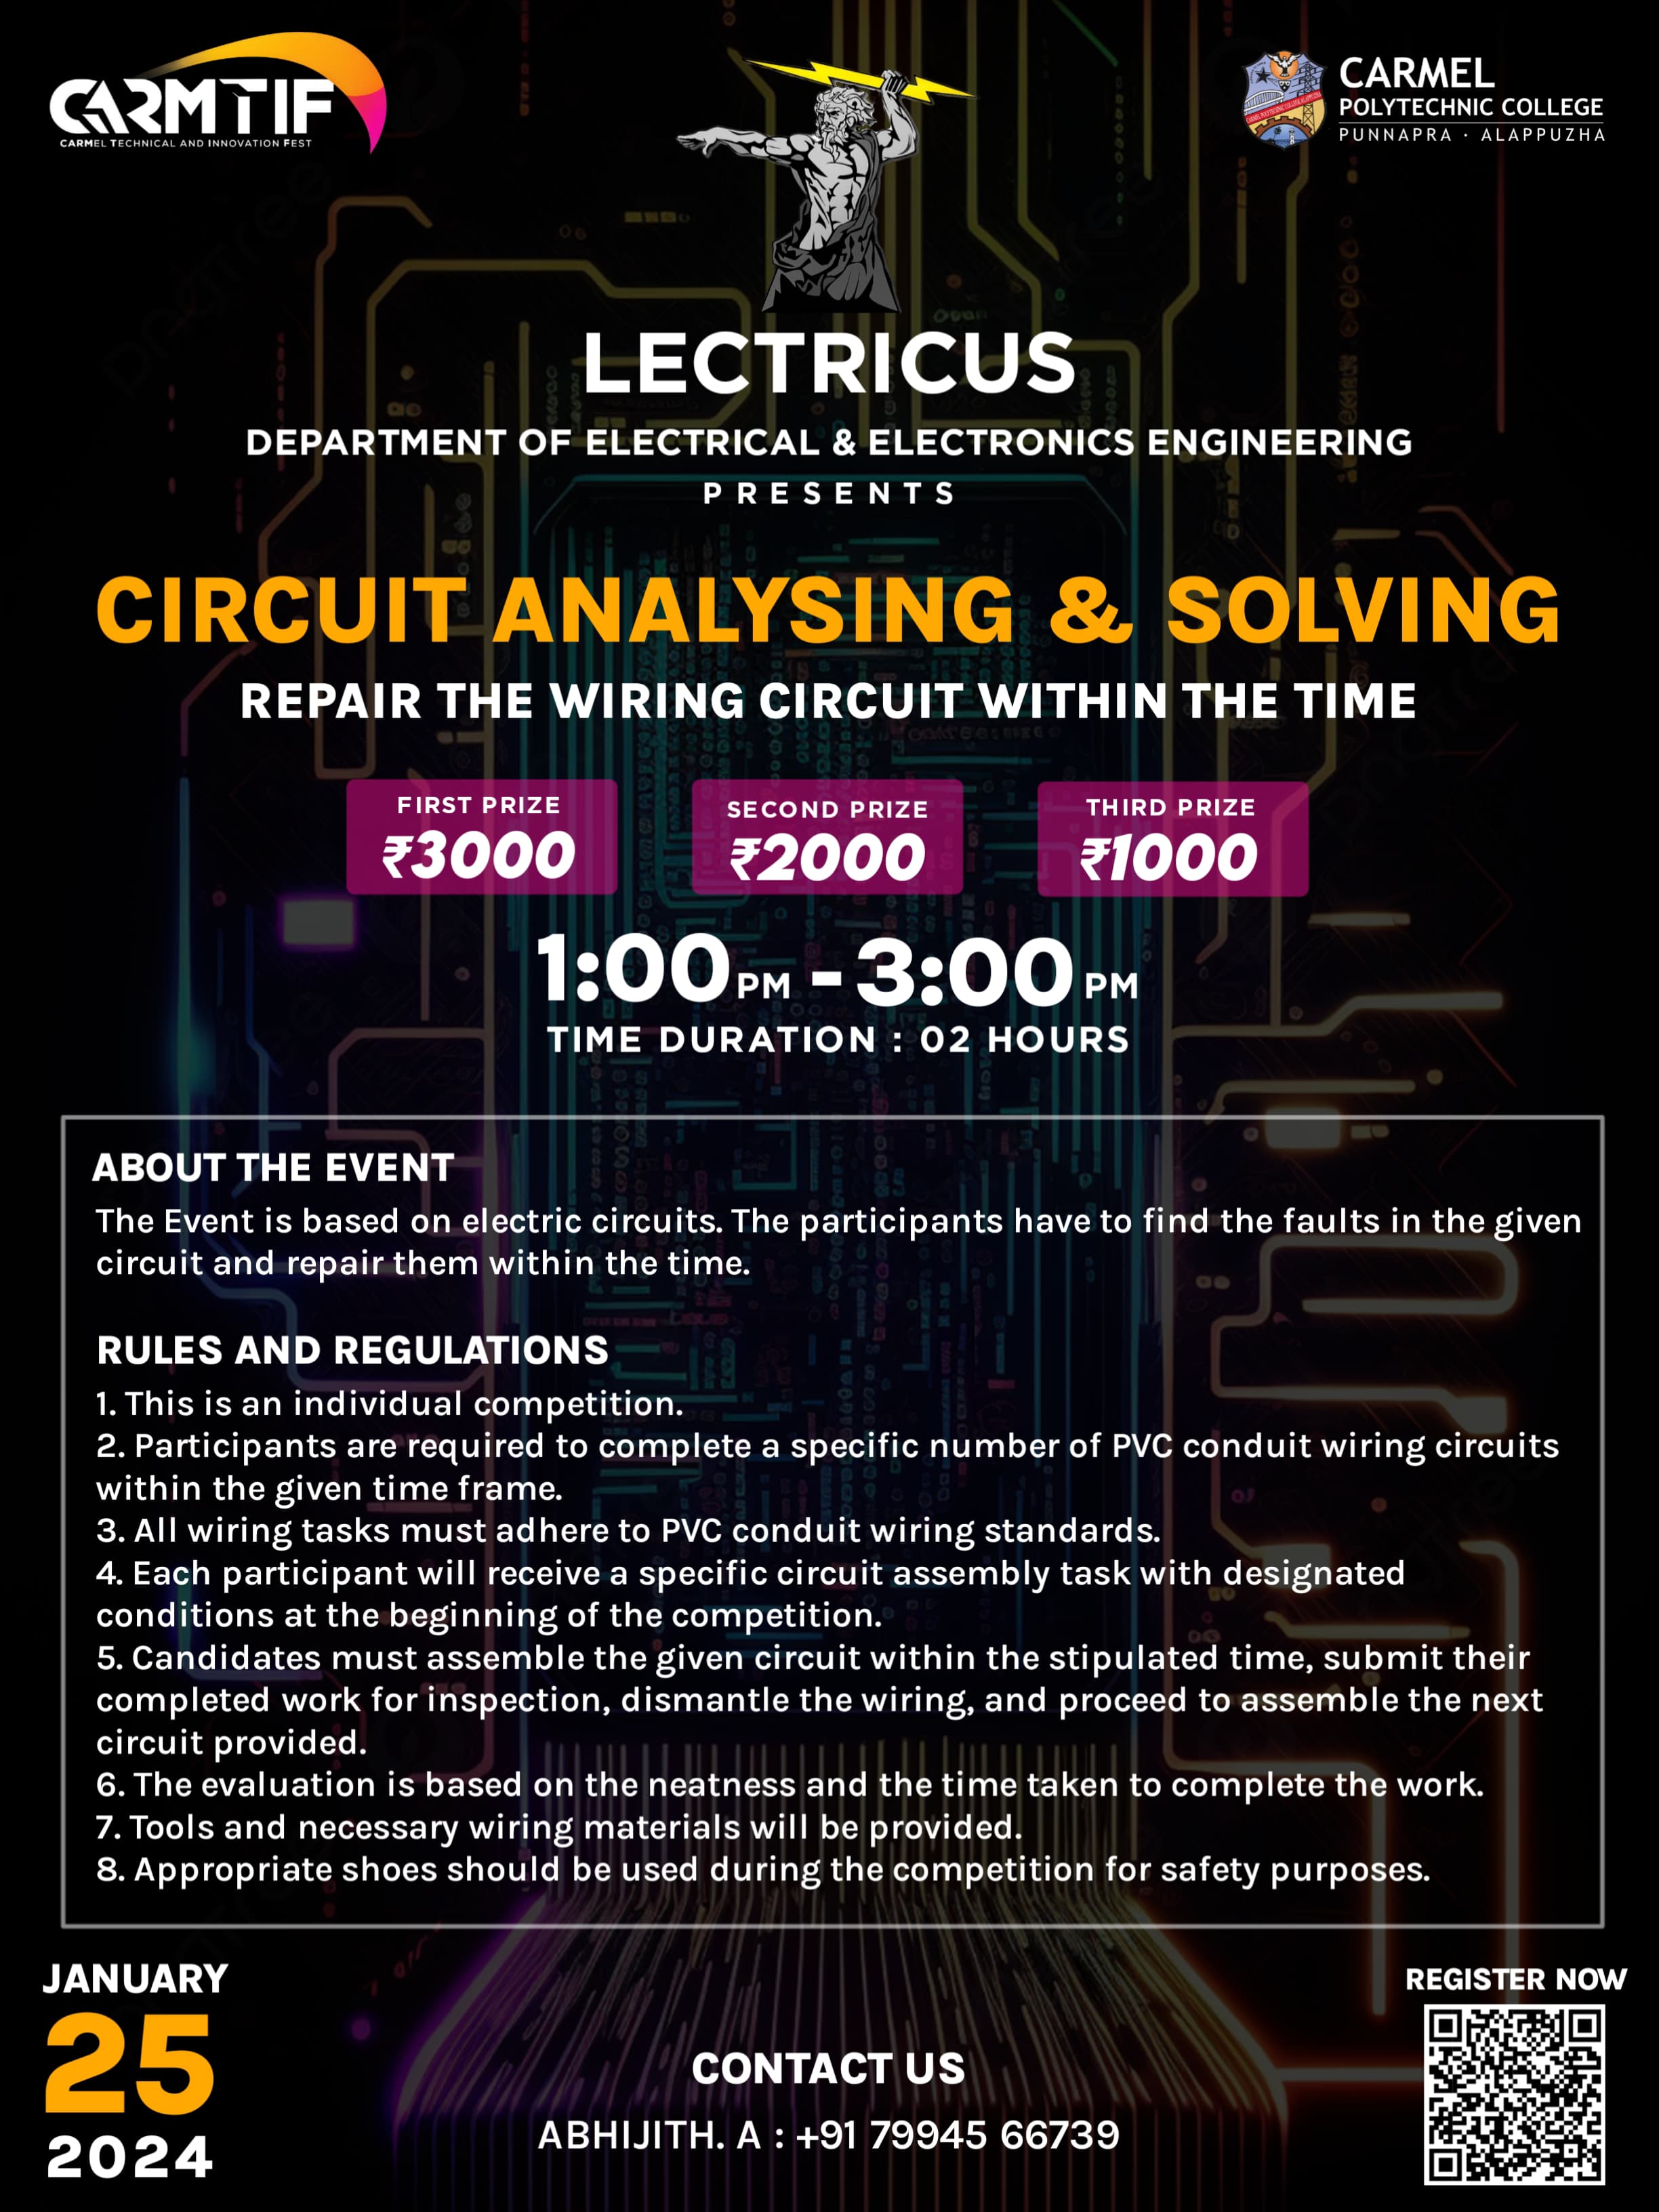 CARMTIF
CARMEL TECHNICAL AND INNOVATION FEST
CARMEL
POLYTECHNIC COLLEGE
PUNNAPRA · ALAPPUZHA
LECTRICUS
DEPARTMENT OF ELECTRICAL & ELECTRONICS ENGINEERING
PRESENTS
CIRCUIT ANALYSING & SOLVING
REPAIR THE WIRING CIRCUIT WITHIN THE TIME
FIRST PRIZE
₹3000
SECOND PRIZE
₹2000
THIRD PRIZE
₹1000
1:00 PM - 3:00 PM
TIME DURATION : 02 HOURS
ABOUT THE EVENT
The Event is based on electric circuits. The participants have to find the faults in the given
circuit and repair them within the time.
RULES AND REGULATIONS
1. This is an individual competition.
2. Participants are required to complete a specific number of PVC conduit wiring circuits
within the given time frame.
3. All wiring tasks must adhere to PVC conduit wiring standards.
4. Each participant will receive a specific circuit assembly task with designated
conditions at the beginning of the competition.
5. Candidates must assemble the given circuit within the stipulated time, submit their
completed work for inspection, dismantle the wiring, and proceed to assemble the next
circuit provided.
6. The evaluation is based on the neatness and the time taken to complete the work.
7. Tools and necessary wiring materials will be provided.
8. Appropriate shoes should be used during the competition for safety purposes.
JANUARY
25
2024
CONTACT US
ABHIJITH. A : +91 79945 66739
REGISTER NOW